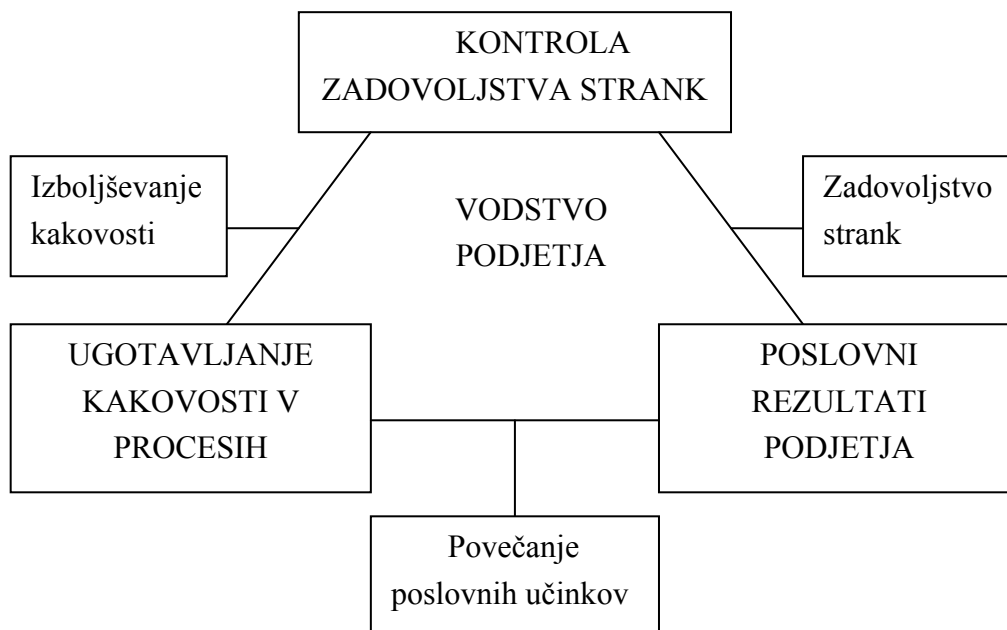 KONTROLA
ZADOVOLJSTVA STRANK
Izboljševanje
kakovosti
VODSTVO
PODJETJA
Zadovoljstvo
strank
UGOTAVLJANJE
KAKOVOSTI V
PROCESIH
POSLOVNI
REZULTATI
PODJETJA
Povečanje
poslovnih učinkov